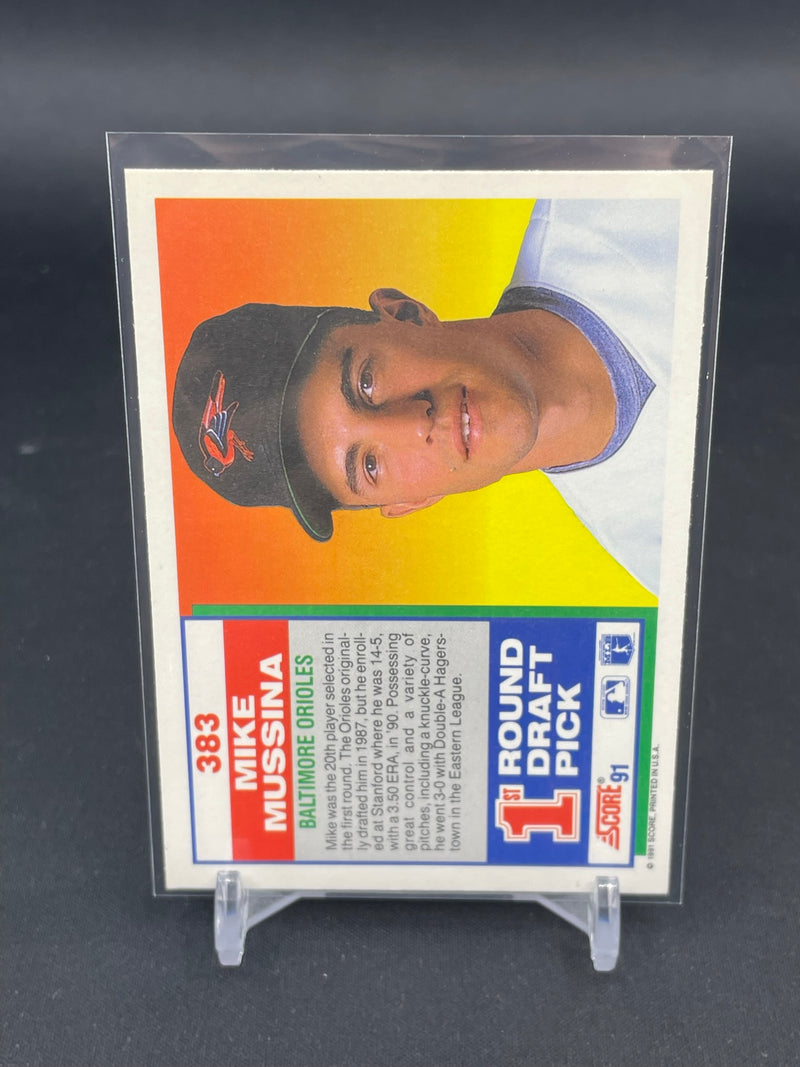 383
MIKE
MUSSINA
BALTIMORE ORIOLES
Mike was the 20th player selected in
the first round. The Orioles original-
ly drafted him in 1987, but he enroll-
ed at Stanford where he was 14-5,
with a 3.50 ERA, in '90. Possessing
great control and a variety of
pitches, including a knuckle-curve,
he went 3-0 with Double-A Hagers-
town in the Eastern League.
1ST ROUND
DRAFT
PICK
SCORE® 91
© 1991 SCORE, PRINTED IN U.S.A.